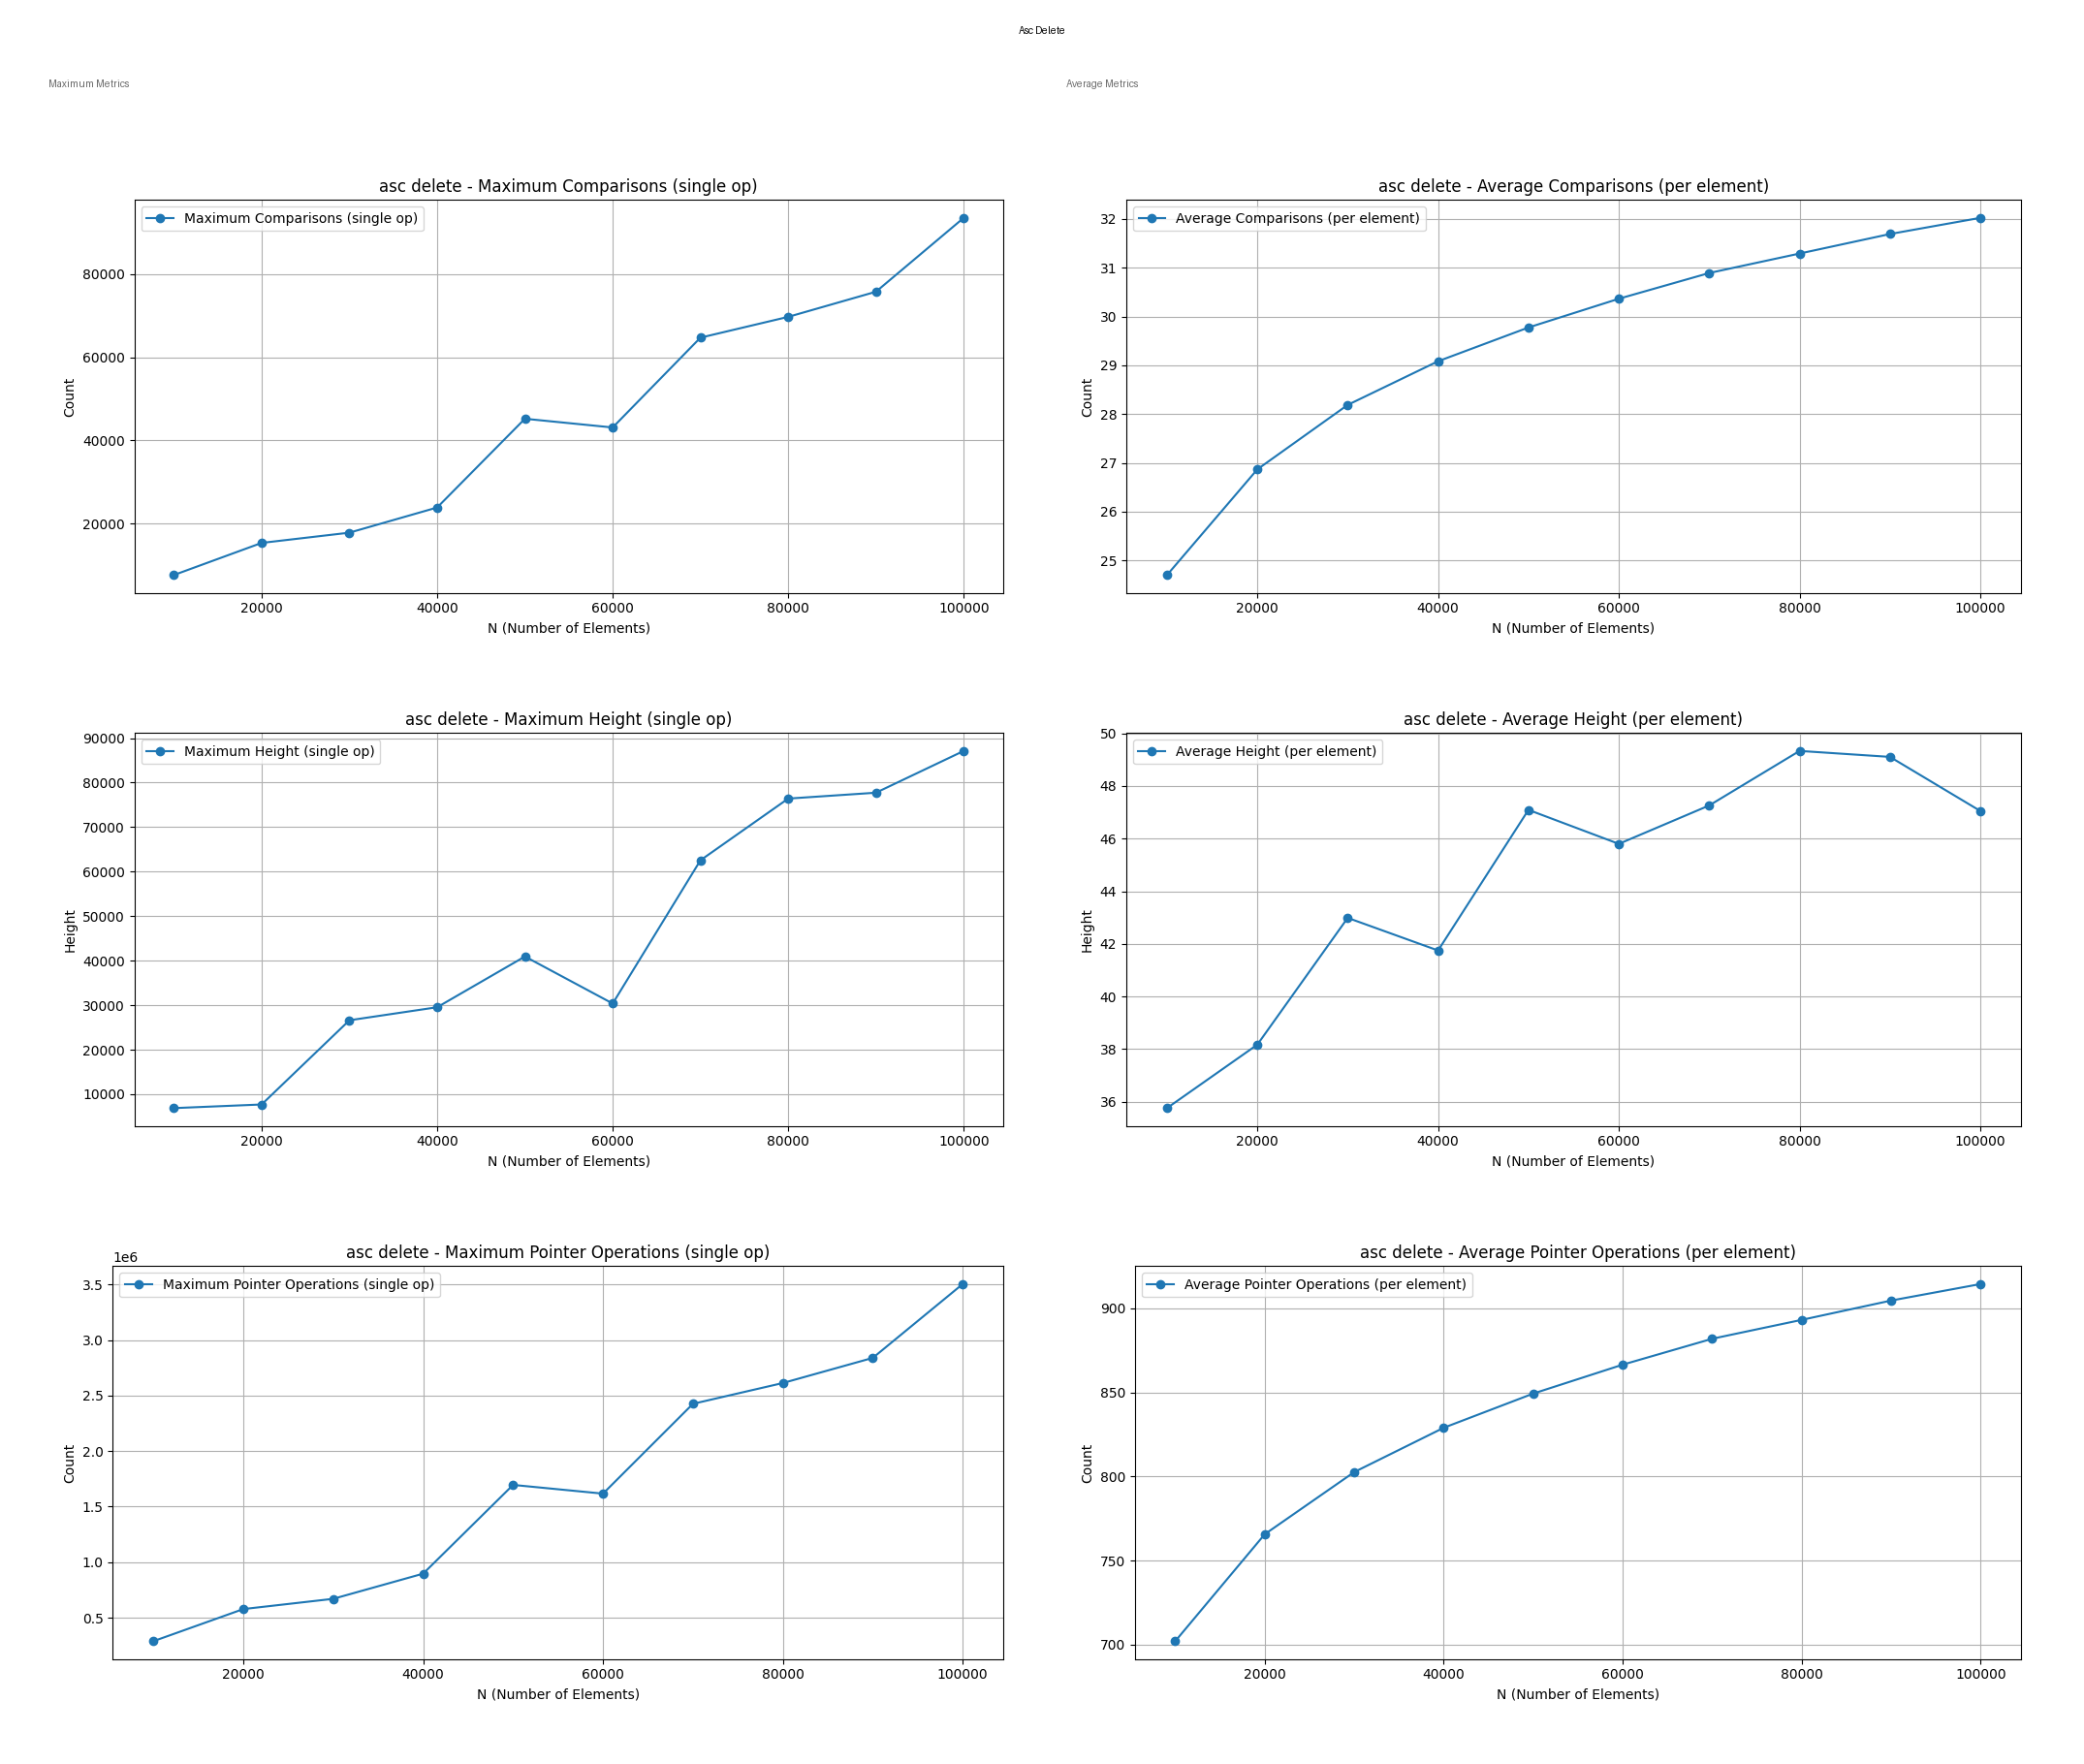 Asc Delete
Maximum Metrics
Average Metrics
asc delete - Maximum Comparisons (single op)
Maximum Comparisons (single op)
80000
60000
40000
20000
Count
20000 40000 60000 80000 100000
N (Number of Elements)
asc delete - Average Comparisons (per element)
Average Comparisons (per element)
32
31
30
29
28
27
26
25
Count
20000 40000 60000 80000 100000
N (Number of Elements)
asc delete - Maximum Height (single op)
Maximum Height (single op)
90000
80000
70000
60000
50000
40000
30000
20000
10000
Height
20000 40000 60000 80000 100000
N (Number of Elements)
asc delete - Average Height (per element)
Average Height (per element)
50
48
46
44
42
40
38
36
Height
20000 40000 60000 80000 100000
N (Number of Elements)
asc delete - Maximum Pointer Operations (single op)
1e6
Maximum Pointer Operations (single op)
3.5
3.0
2.5
2.0
1.5
1.0
0.5
Count
20000 40000 60000 80000 100000
N (Number of Elements)
asc delete - Average Pointer Operations (per element)
Average Pointer Operations (per element)
900
850
800
750
700
Count
20000 40000 60000 80000 100000
N (Number of Elements)